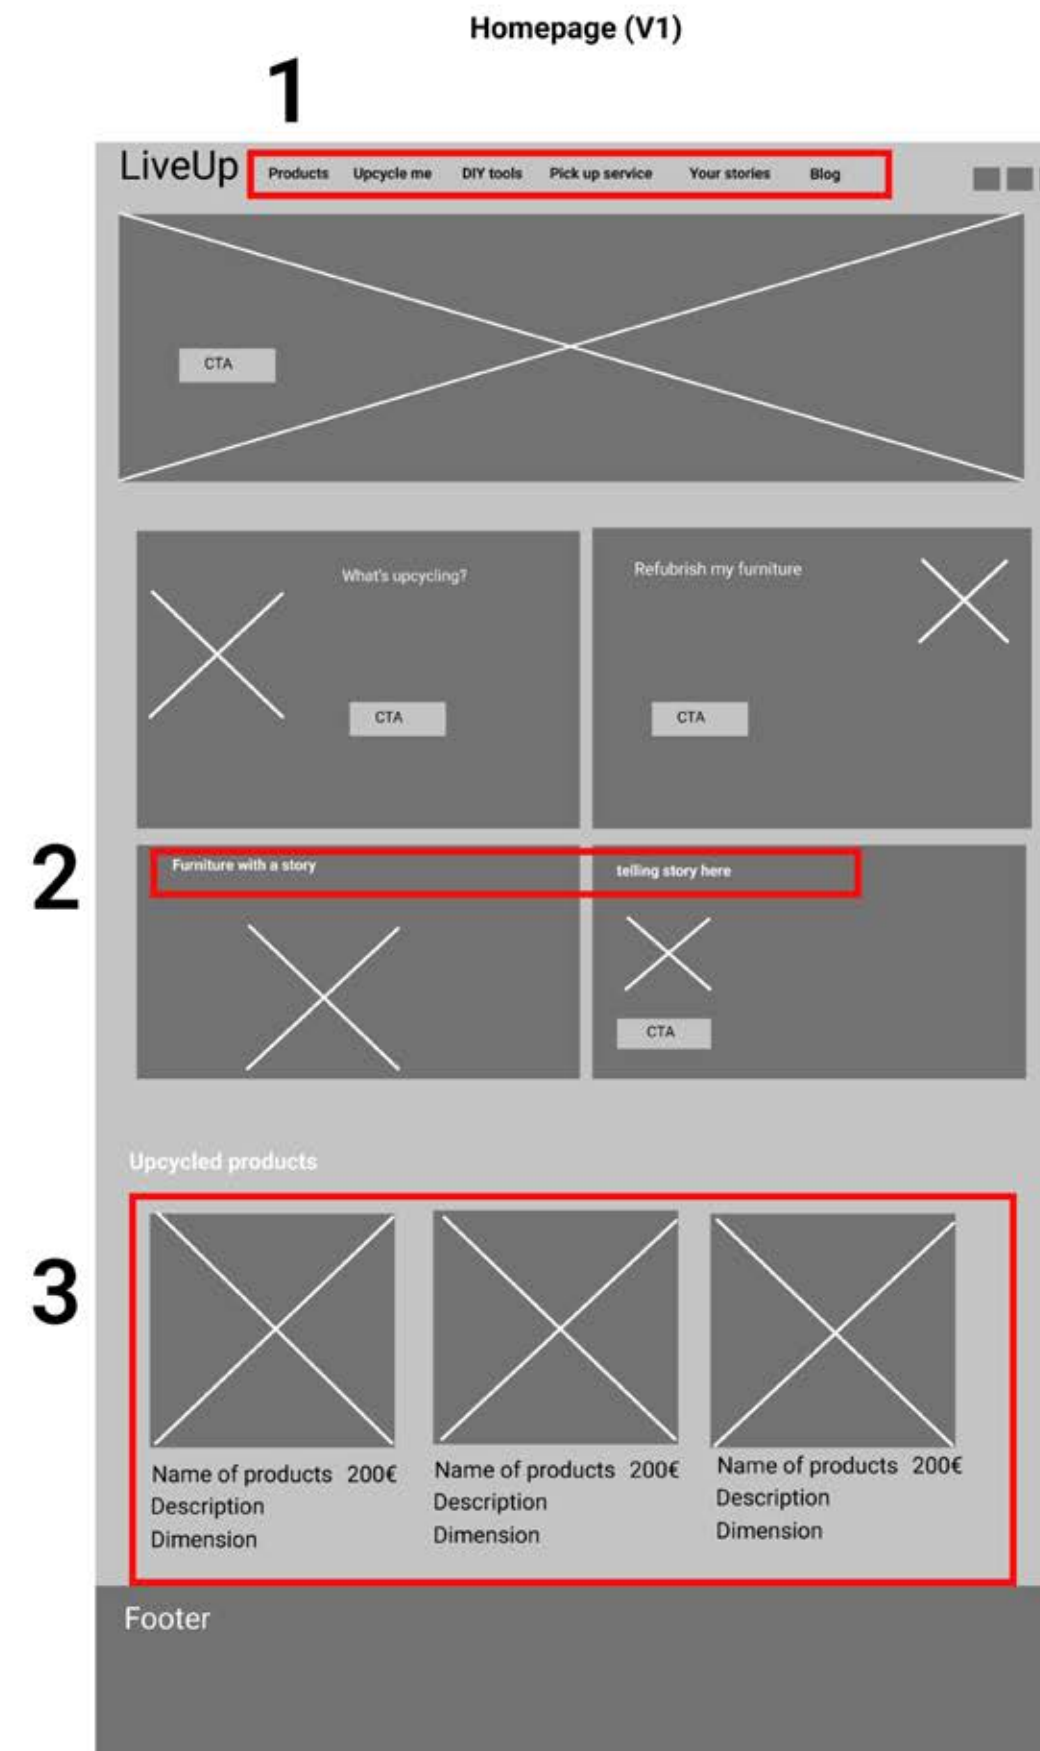 Homepage (V1)
1
LiveUp Products Upcycle me DIY tools Pick up service Your stories Blog
CTA
What's upcycling?
CTA
Refubrish my furniture
CTA
2
Furniture with a story
telling story here
CTA
Upcycled products
3
Name of products 200€
Description
Dimension
Name of products 200€
Description
Dimension
Name of products 200€
Description
Dimension
Footer